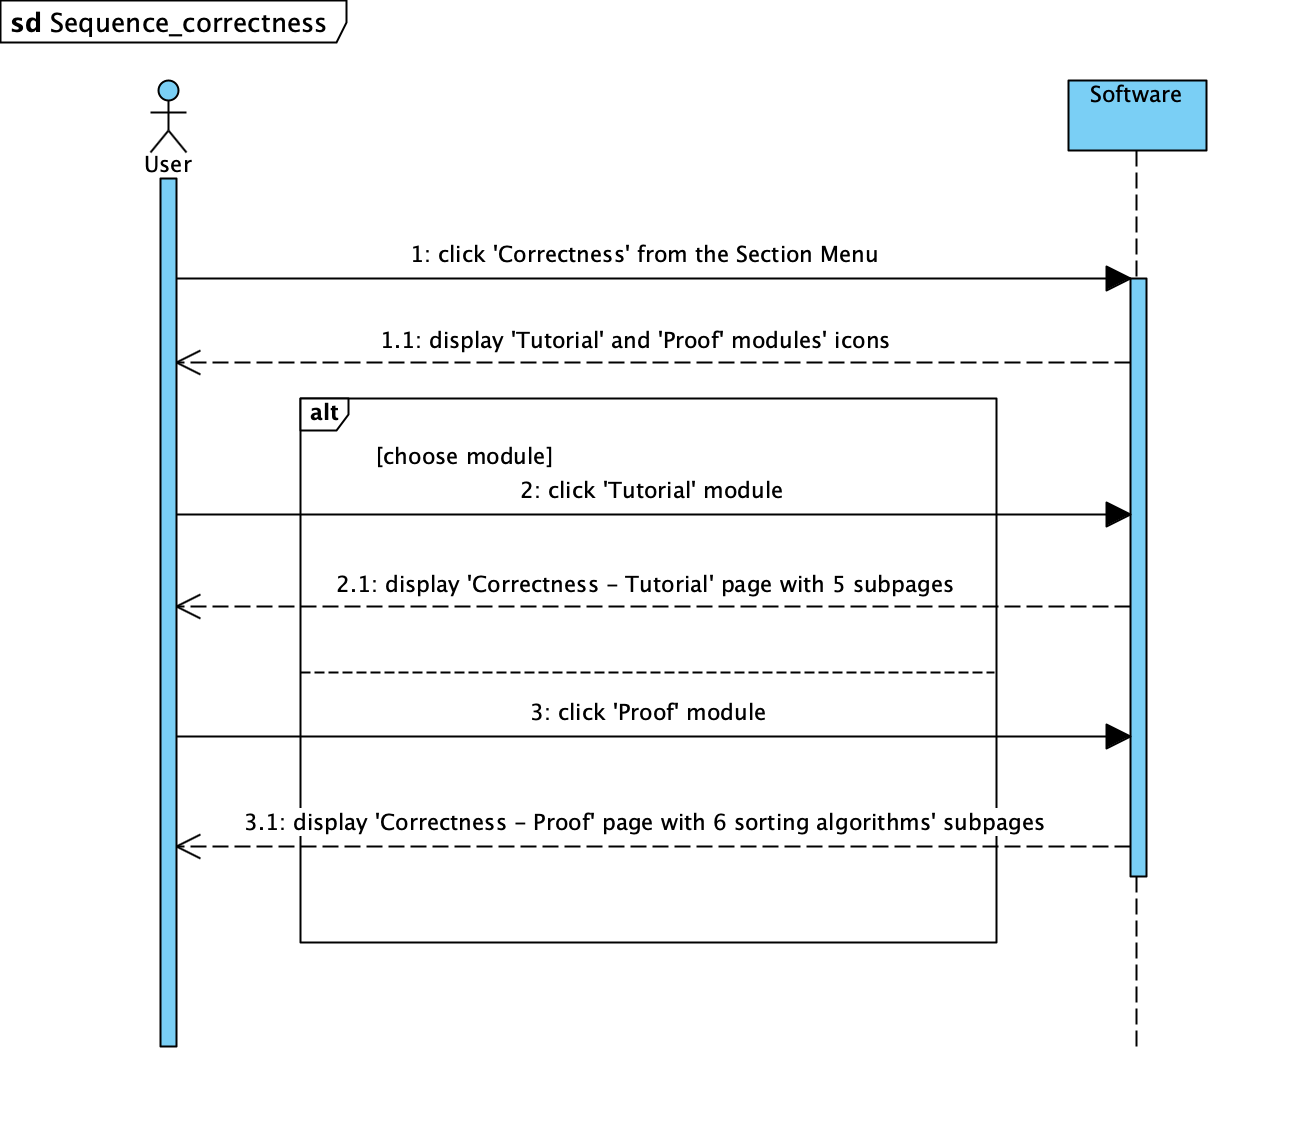 sd Sequence_correctness
User
Software
1: click 'Correctness' from the Section Menu
1.1: display 'Tutorial' and 'Proof' modules' icons
alt
[choose module]
2: click 'Tutorial' module
2.1: display 'Correctness – Tutorial' page with 5 subpages
3: click 'Proof' module
3.1: display 'Correctness – Proof' page with 6 sorting algorithms' subpages